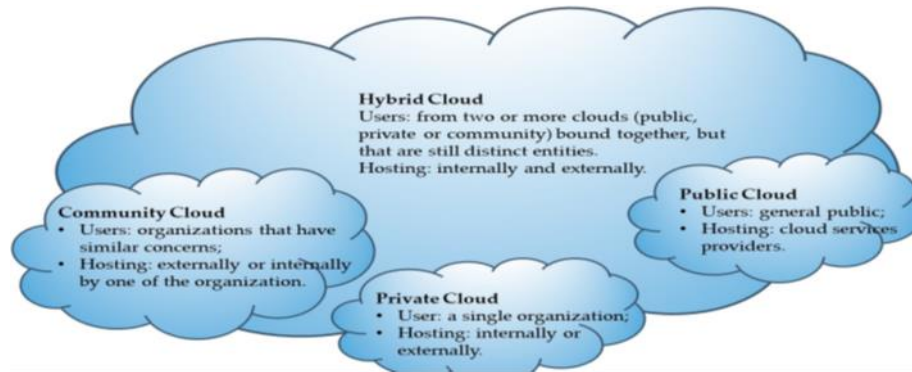 Hybrid Cloud
Users: from two or more clouds (public,
private or community) bound together, but
that are still distinct entities.
Hosting: internally and externally.
Community Cloud
• Users: organizations that have
similar concerns;
• Hosting: externally or internally
by one of the organization.
Public Cloud
• Users: general public;
• Hosting: cloud services
providers.
Private Cloud
• User: a single organization;
• Hosting: internally or
externally.